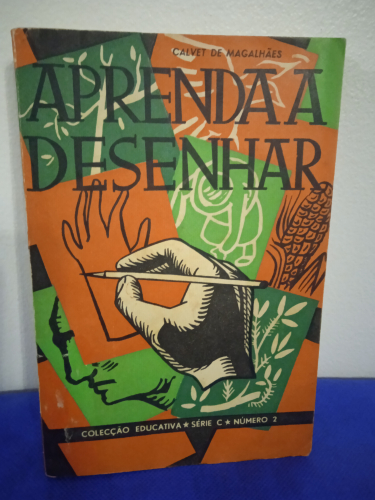 CALVET DE MAGALHÃES
APRENDA A
DESENHAR
COLECÇÃO EDUCATIVA ★ SÉRIE C ★ NÚMERO 2